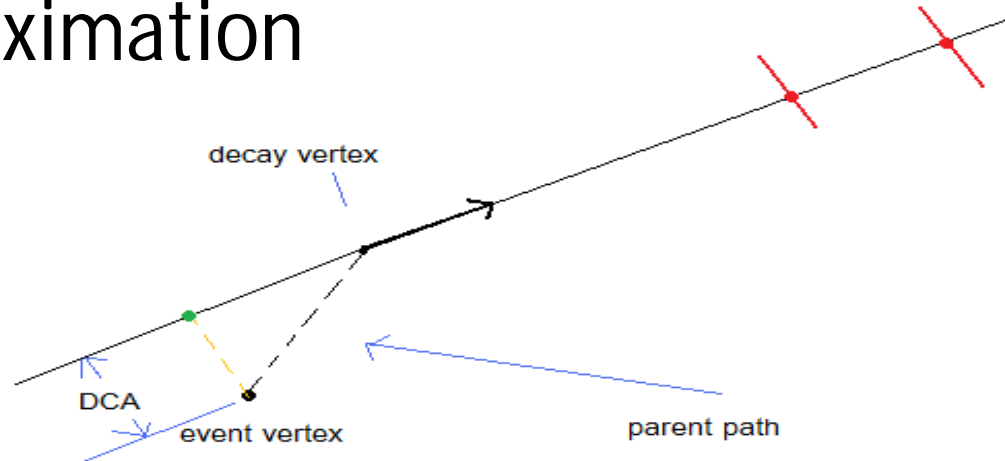 ximation
decay vertex
DCA
event vertex
parent path